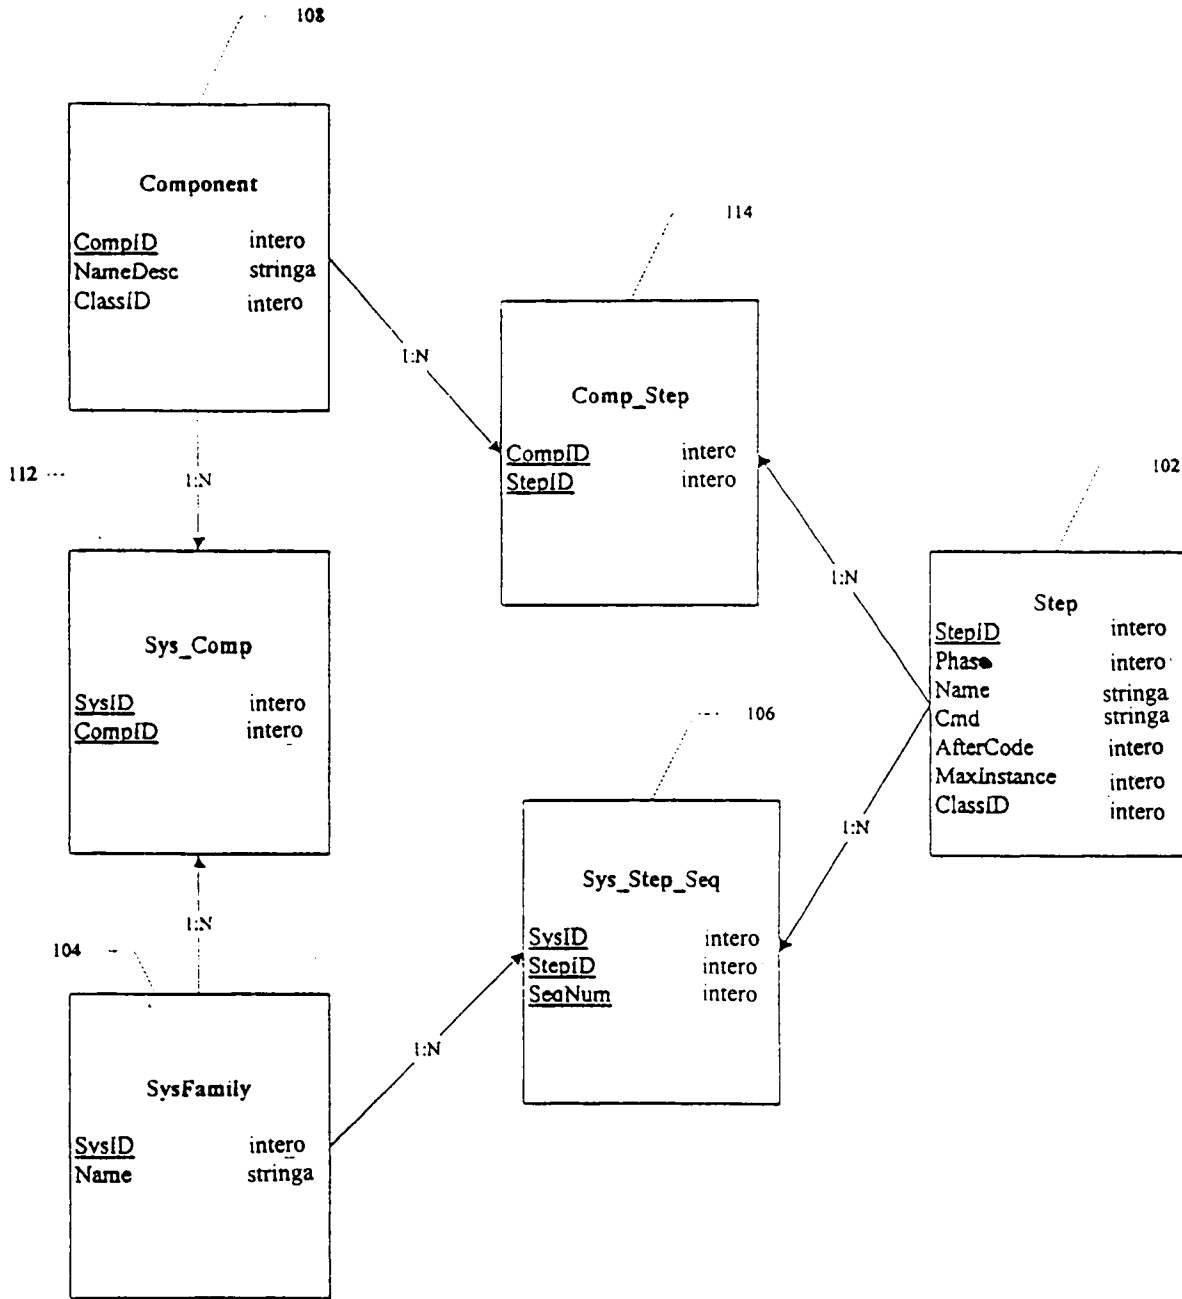 108
Component
CompID intero
NameDesc stringa
ClassID intero
114
1:N
Comp_Step
CompID intero
StepID intero
112
1:N
102
1:N
Step
StepID intero
Phase intero
Name stringa
Cmd stringa
AfterCode intero
MaxInstance intero
ClassID intero
Sys_Comp
SysID intero
CompID intero
106
1:N
Sys_Step_Seq
SysID intero
StepID intero
SeqNum intero
1:N
104
1:N
SysFamily
SysID intero
Name stringa